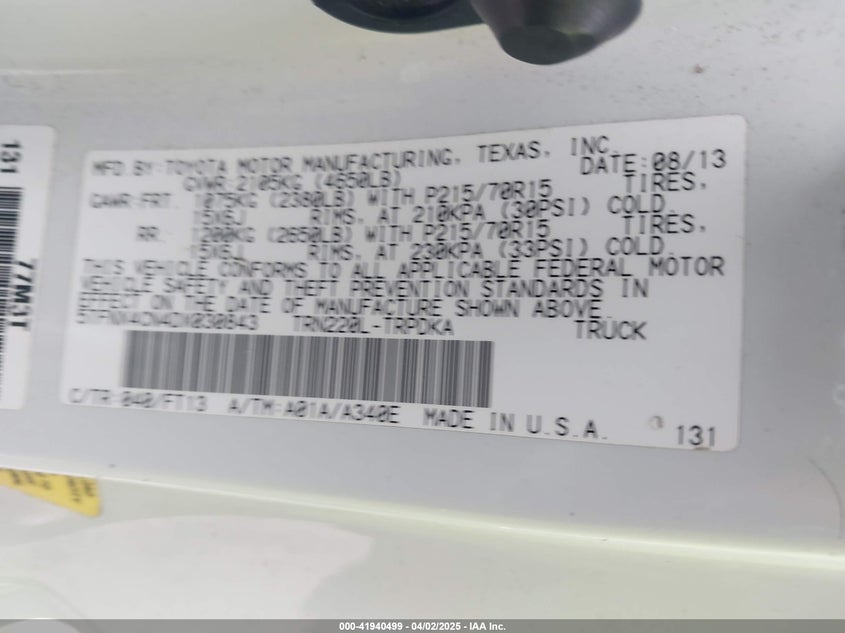 MFD. BY: TOYOTA MOTOR MANUFACTURING, TEXAS, INC.
DATE: 08/13
GVWR: 2105KG (4650LB)
GAWR: FRT. 1075KG (2380LB) WITH P215/70R15 TIRES,
15X6J RIMS, AT 210KPA (30PSI) COLD.
RR. 1200KG (2650LB) WITH P215/70R15 TIRES,
15X6J RIMS, AT 230KPA (33PSI) COLD.
THIS VEHICLE CONFORMS TO ALL APPLICABLE FEDERAL MOTOR
VEHICLE SAFETY AND THEFT PREVENTION STANDARDS IN
EFFECT ON THE DATE OF MANUFACTURE SHOWN ABOVE.
5TFNX4CN4DX030843 TRN220L-TRPDKA TRUCK
C/TR: 040/FT13 A/TM: A01A/A340E MADE IN U.S.A.
131
131
77M3T
000-41940499 - 04/02/2025 - IAA Inc.